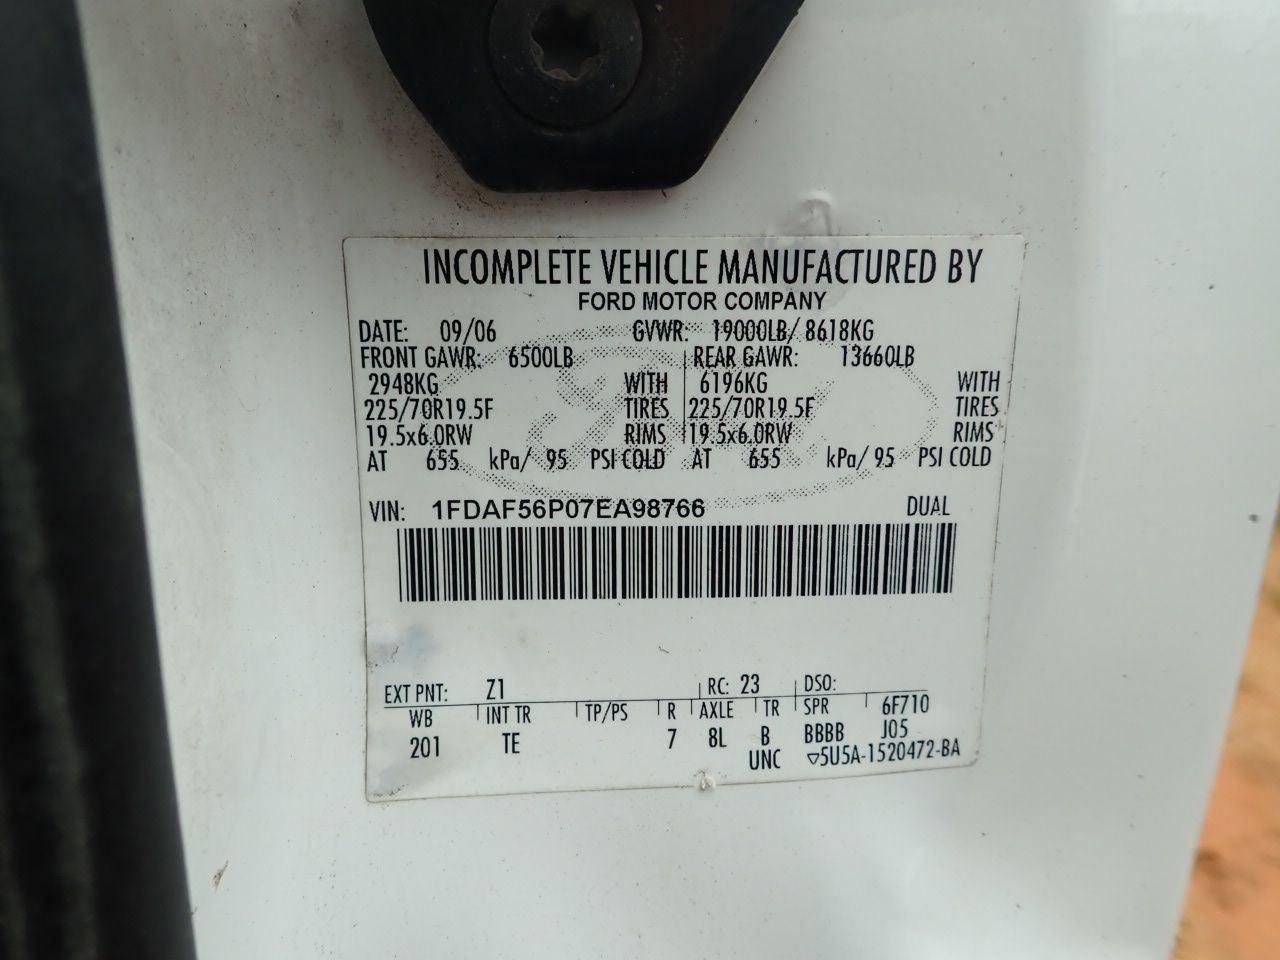 INCOMPLETE VEHICLE MANUFACTURED BY
FORD MOTOR COMPANY
DATE: 09/06 GVWR: 19000LB/ 8618KG
FRONT GAWR: 6500LB REAR GAWR: 13660LB
2948KG WITH 6196KG WITH
225/70R19.5F TIRES 225/70R19.5F TIRES
19.5x6.0RW RIMS 19.5x6.0RW RIMS
AT 655 kPa/ 95 PSI COLD AT 655 kPa/ 95 PSI COLD
VIN: 1FDAF56P07EA98766 DUAL
EXT PNT: Z1 RC: 23 DSO:
WB INT TR TP/PS R AXLE TR SPR 6F710
201 TE 7 8L B BBBB J05
UNC ▽5U5A-1520472-BA